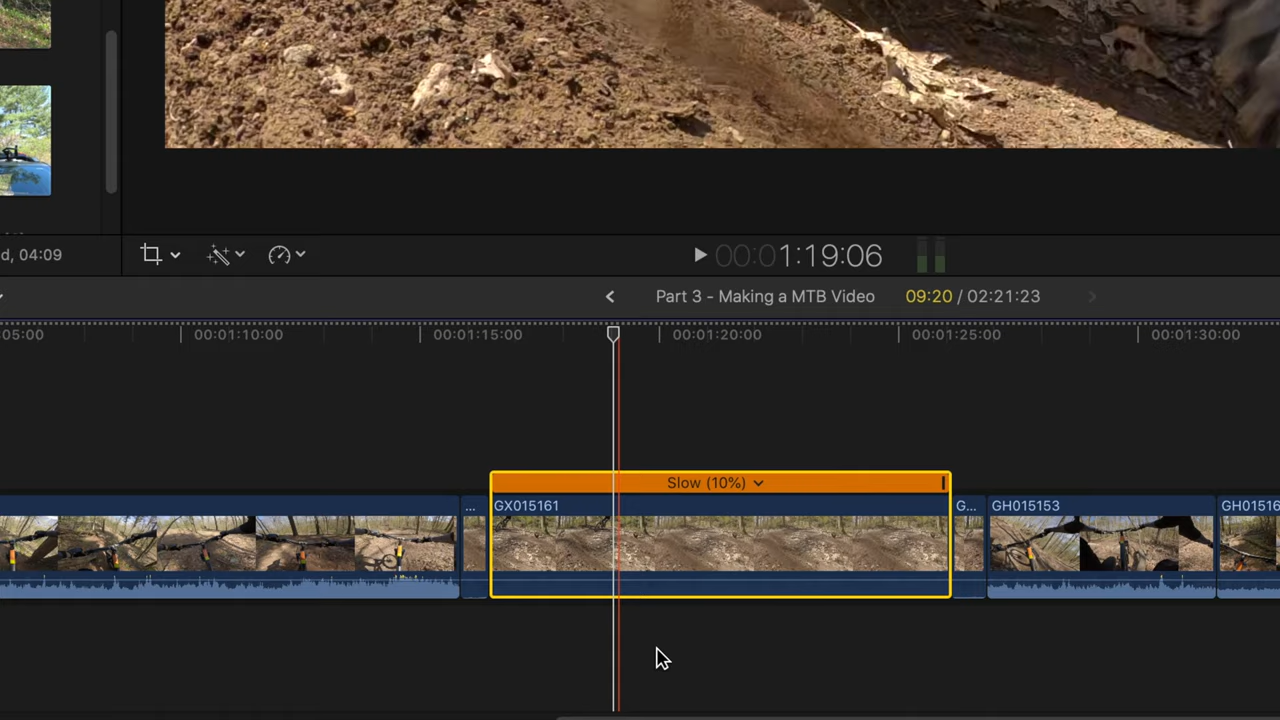 d, 04:09
00:01:19:06
Part 3 - Making a MTB Video 09:20 / 02:21:23
:05:00 00:01:10:00 00:01:15:00 00:01:20:00 00:01:25:00 00:01:30:00
Slow (10%)
... GX015161 G... GH015153 GH01516